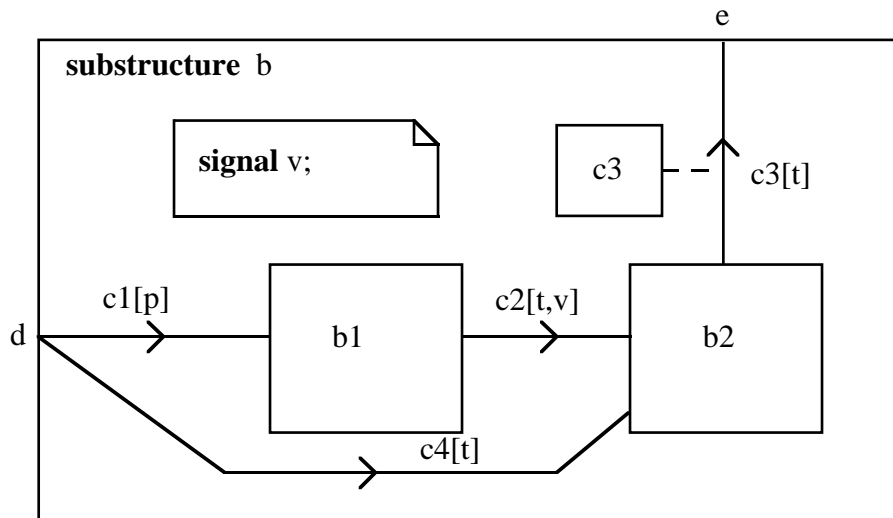 e
substructure b
signal v;
c3
c3[t]
c1[p]
c2[t,v]
d
b1
b2
c4[t]